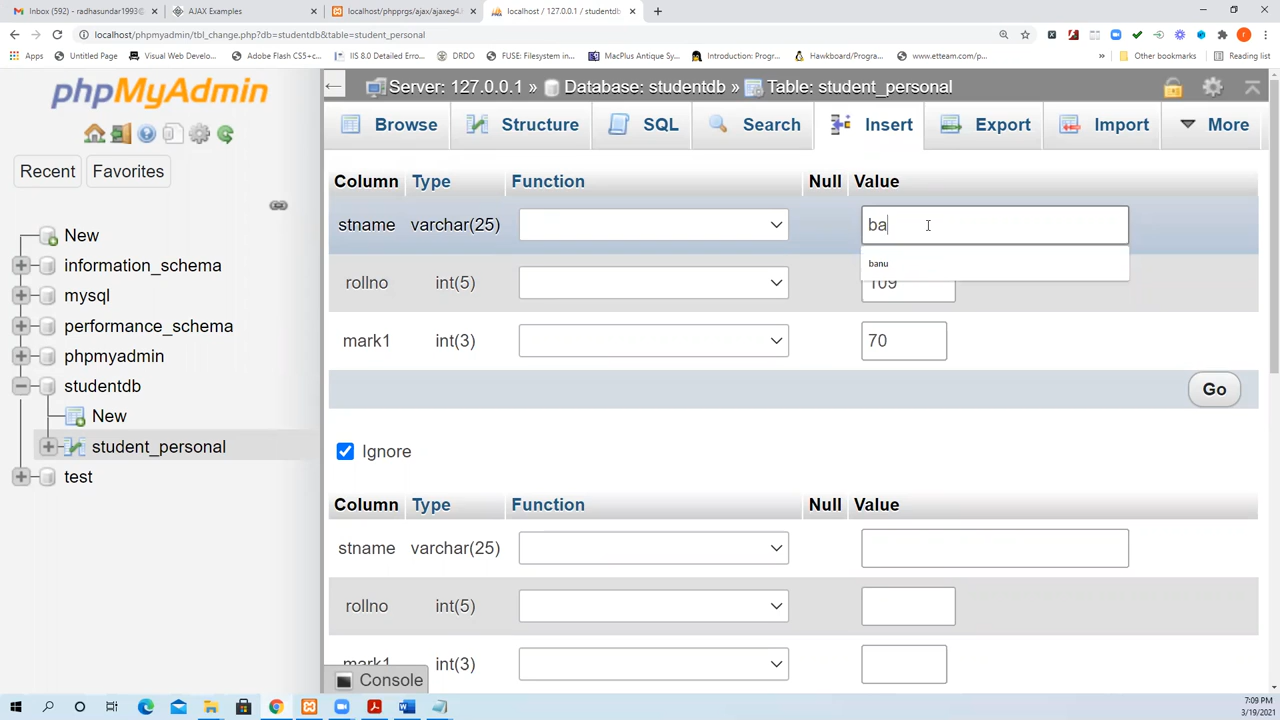 Inbox (592) - radhasundar1993@
AJAX Examples
localhost/phpprgs/ajax/ajaxeg4
localhost / 127.0.0.1 / studentdb
localhost/phpmyadmin/tbl_change.php?db=studentdb&table=student_personal
Apps
Untitled Page
Visual Web Develo...
Adobe Flash CS5+...
IIS 8.0 Detailed Erro...
DRDO
FUSE: Filesystem in...
MacPlus Antique Sy...
Introduction: Progr...
Hawkboard/Progra...
www.etteam.com/p...
»
Other bookmarks
Reading list
phpMyAdmin
Server: 127.0.0.1 » Database: studentdb » Table: student_personal
Browse
Structure
SQL
Search
Insert
Export
Import
More
Recent
Favorites
New
information_schema
mysql
performance_schema
phpmyadmin
studentdb
New
student_personal
test
Column Type Function Null Value
stname varchar(25) ba
banu
rollno int(5) 109
mark1 int(3) 70
Go
Ignore
Column Type Function Null Value
stname varchar(25)
rollno int(5)
mark1 int(3)
Console
7:09 PM
3/19/2021